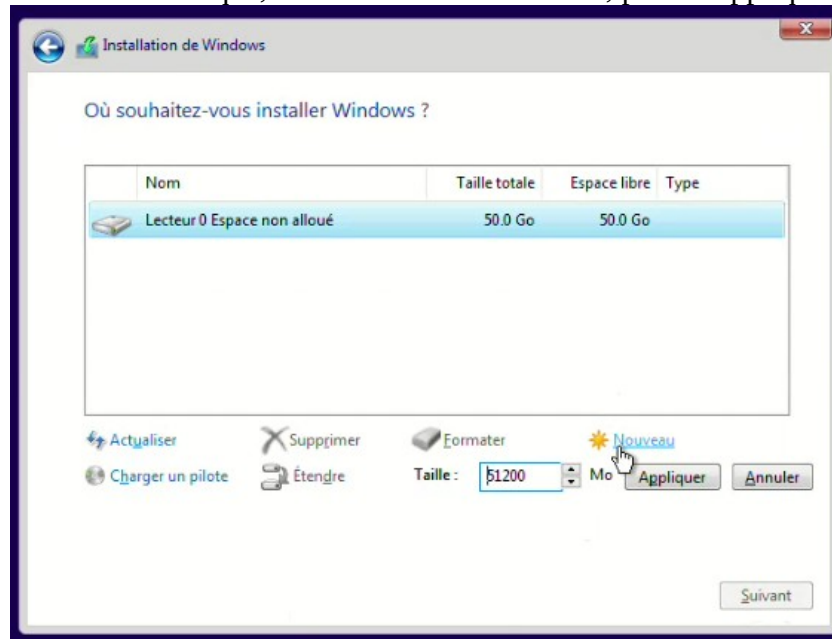 Installation de Windows
Où souhaitez-vous installer Windows ?
Nom Taille totale Espace libre Type
Lecteur 0 Espace non alloué 50.0 Go 50.0 Go
Actualiser Supprimer Formater Nouveau
Charger un pilote Étendre Taille : 51200 Mo Appliquer Annuler
Suivant